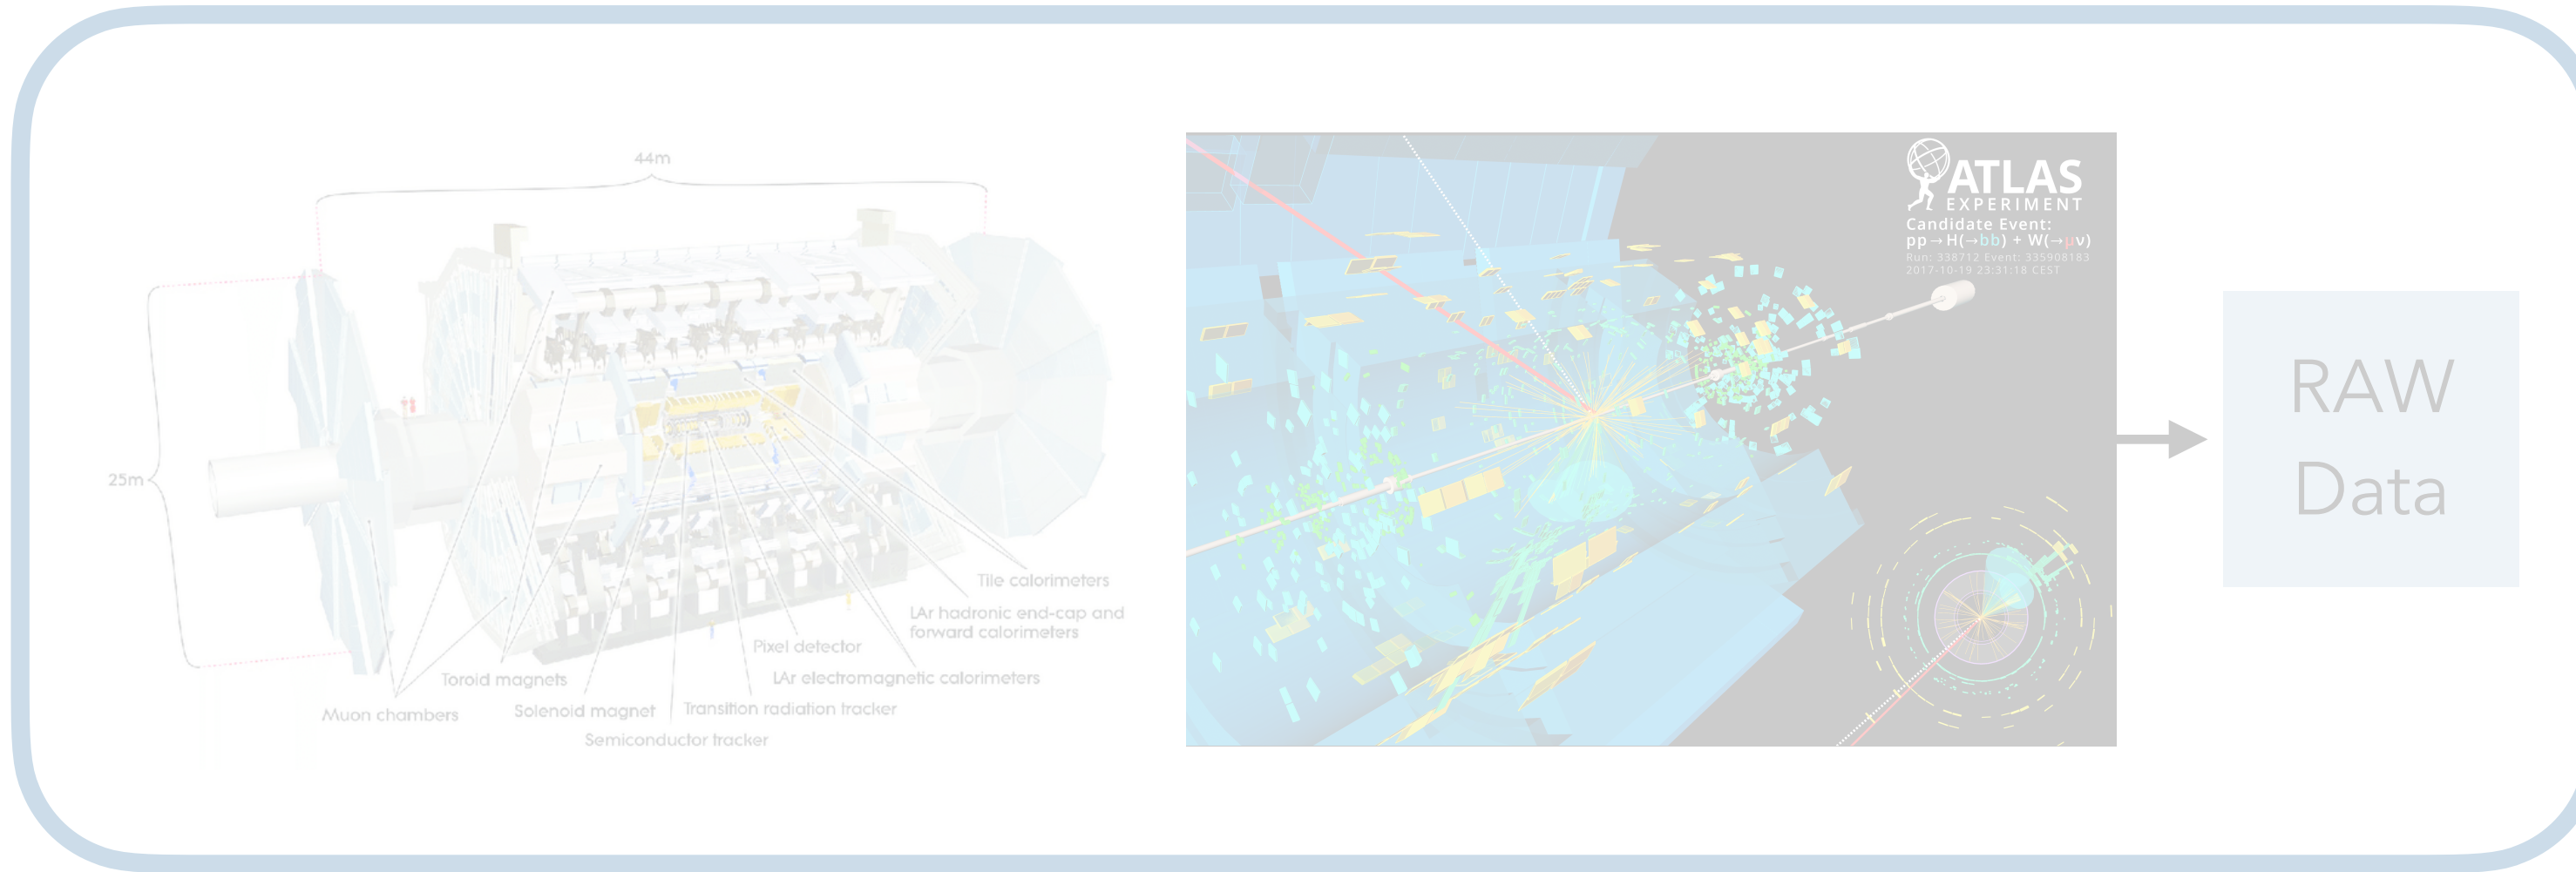 44m
25m
Tile calorimeters
LAr hadronic end-cap and
forward calorimeters
Pixel detector
LAr electromagnetic calorimeters
Toroid magnets
Muon chambers
Solenoid magnet
Transition radiation tracker
Semiconductor tracker
ATLAS
EXPERIMENT
Candidate Event:
pp→H(→bb) + W(→μν)
Run: 338712 Event: 335908183
2017-10-19 23:31:18 CEST
RAW
Data